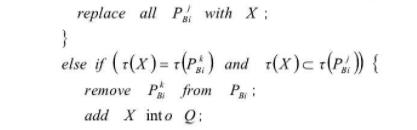 replace all P_{Bi}^{j} with X ;
}
else if ( τ(X) = τ(P_{Bi}^{k}) and τ(X) ⊂ τ(P_{Bi}^{j}) ) {
remove P_{Bi}^{k} from P_{Bi} ;
add X into Q ;